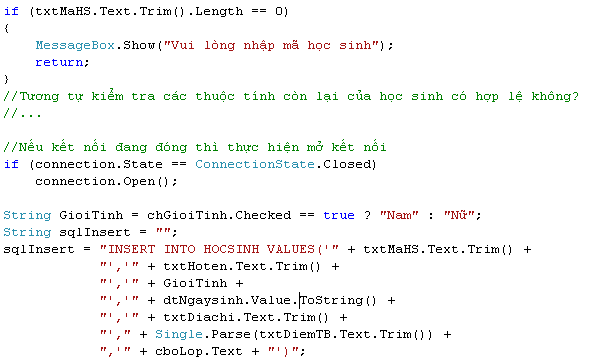 if (txtMaHS.Text.Trim().Length == 0)
{
MessageBox.Show("Vui lòng nhập mã học sinh");
return;
}
//Tương tự kiểm tra các thuộc tính còn lại của học sinh có hợp lệ không?
//...
//Nếu kết nối đang đóng thì thực hiện mở kết nối
if (connection.State == ConnectionState.Closed)
connection.Open();
String GioiTinh = chGioiTinh.Checked == true ? "Nam" : "Nữ";
String sqlInsert = "";
sqlInsert = "INSERT INTO HOCSINH VALUES('" + txtMaHS.Text.Trim() +
"','" + txtHoten.Text.Trim() +
"','" + GioiTinh +
"','" + dtNgaysinh.Value.ToString() +
"','" + txtDiachi.Text.Trim() +
"'," + Single.Parse(txtDiemTB.Text.Trim()) +
",'" + cboLop.Text + "')";